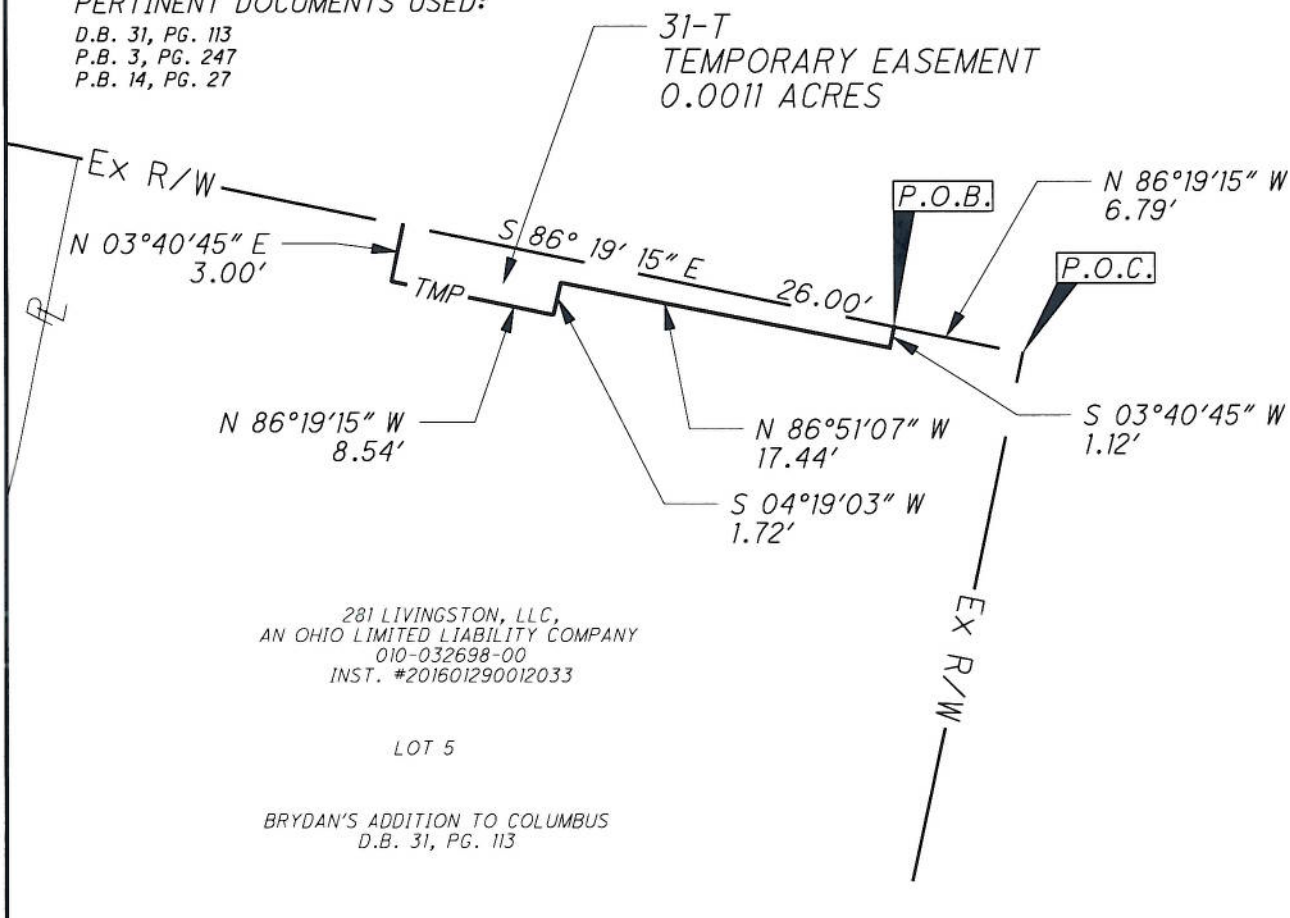 PERTINENT DOCUMENTS USED:
D.B. 31, PG. 113
P.B. 3, PG. 247
P.B. 14, PG. 27
31-T
TEMPORARY EASEMENT
0.0011 ACRES
Ex R/W
N 03°40'45" E
3.00'
S 86° 19' 15" E
26.00'
P.O.B.
N 86°19'15" W
6.79'
P.O.C.
PL
TMP
N 86°19'15" W
8.54'
N 86°51'07" W
17.44'
S 03°40'45" W
1.12'
S 04°19'03" W
1.72'
Ex R/W
281 LIVINGSTON, LLC,
AN OHIO LIMITED LIABILITY COMPANY
010-032698-00
INST. #201601290012033
LOT 5
BRYDAN'S ADDITION TO COLUMBUS
D.B. 31, PG. 113